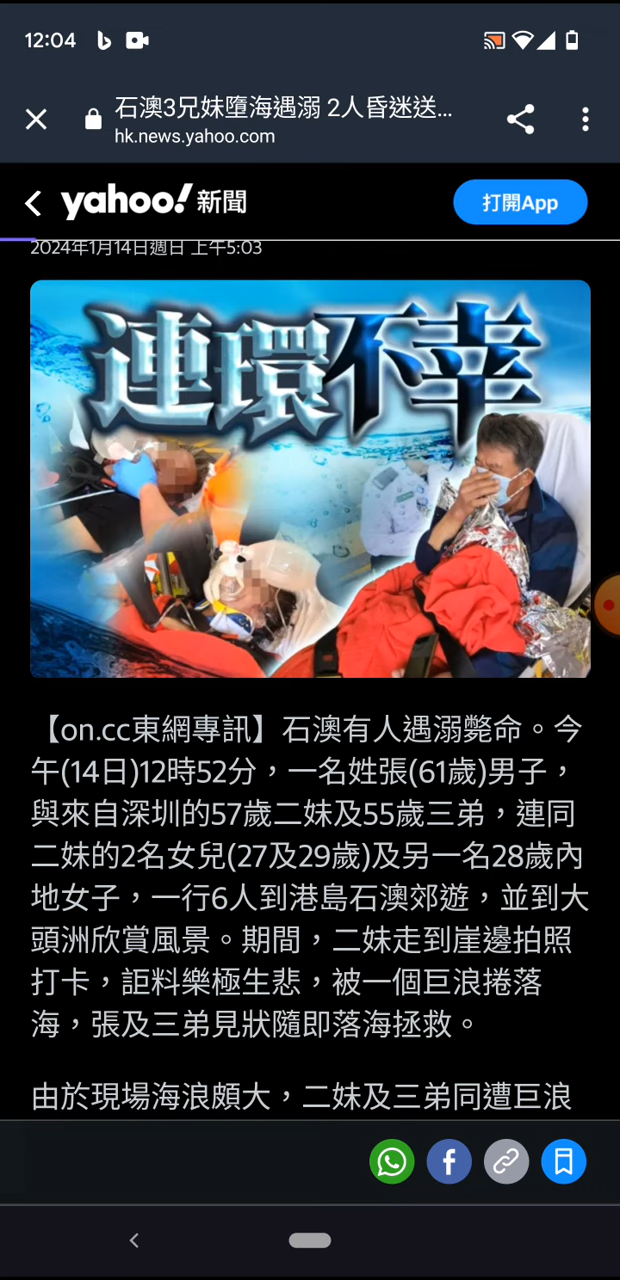 12:04
石澳3兄妹墮海遇溺 2人昏迷送...
hk.news.yahoo.com
yahoo!新聞
打開App
2024年1月14日週日 上午5:03
連環不幸
【on.cc東網專訊】石澳有人遇溺斃命。今
午(14日)12時52分，一名姓張(61歲)男子，
與來自深圳的57歲二妹及55歲三弟，連同
二妹的2名女兒(27及29歲)及另一名28歲內
地女子，一行6人到港島石澳郊遊，並到大
頭洲欣賞風景。期間，二妹走到崖邊拍照
打卡，詎料樂極生悲，被一個巨浪捲落
海，張及三弟見狀隨即落海拯救。
由於現場海浪頗大，二妹及三弟同遭巨浪